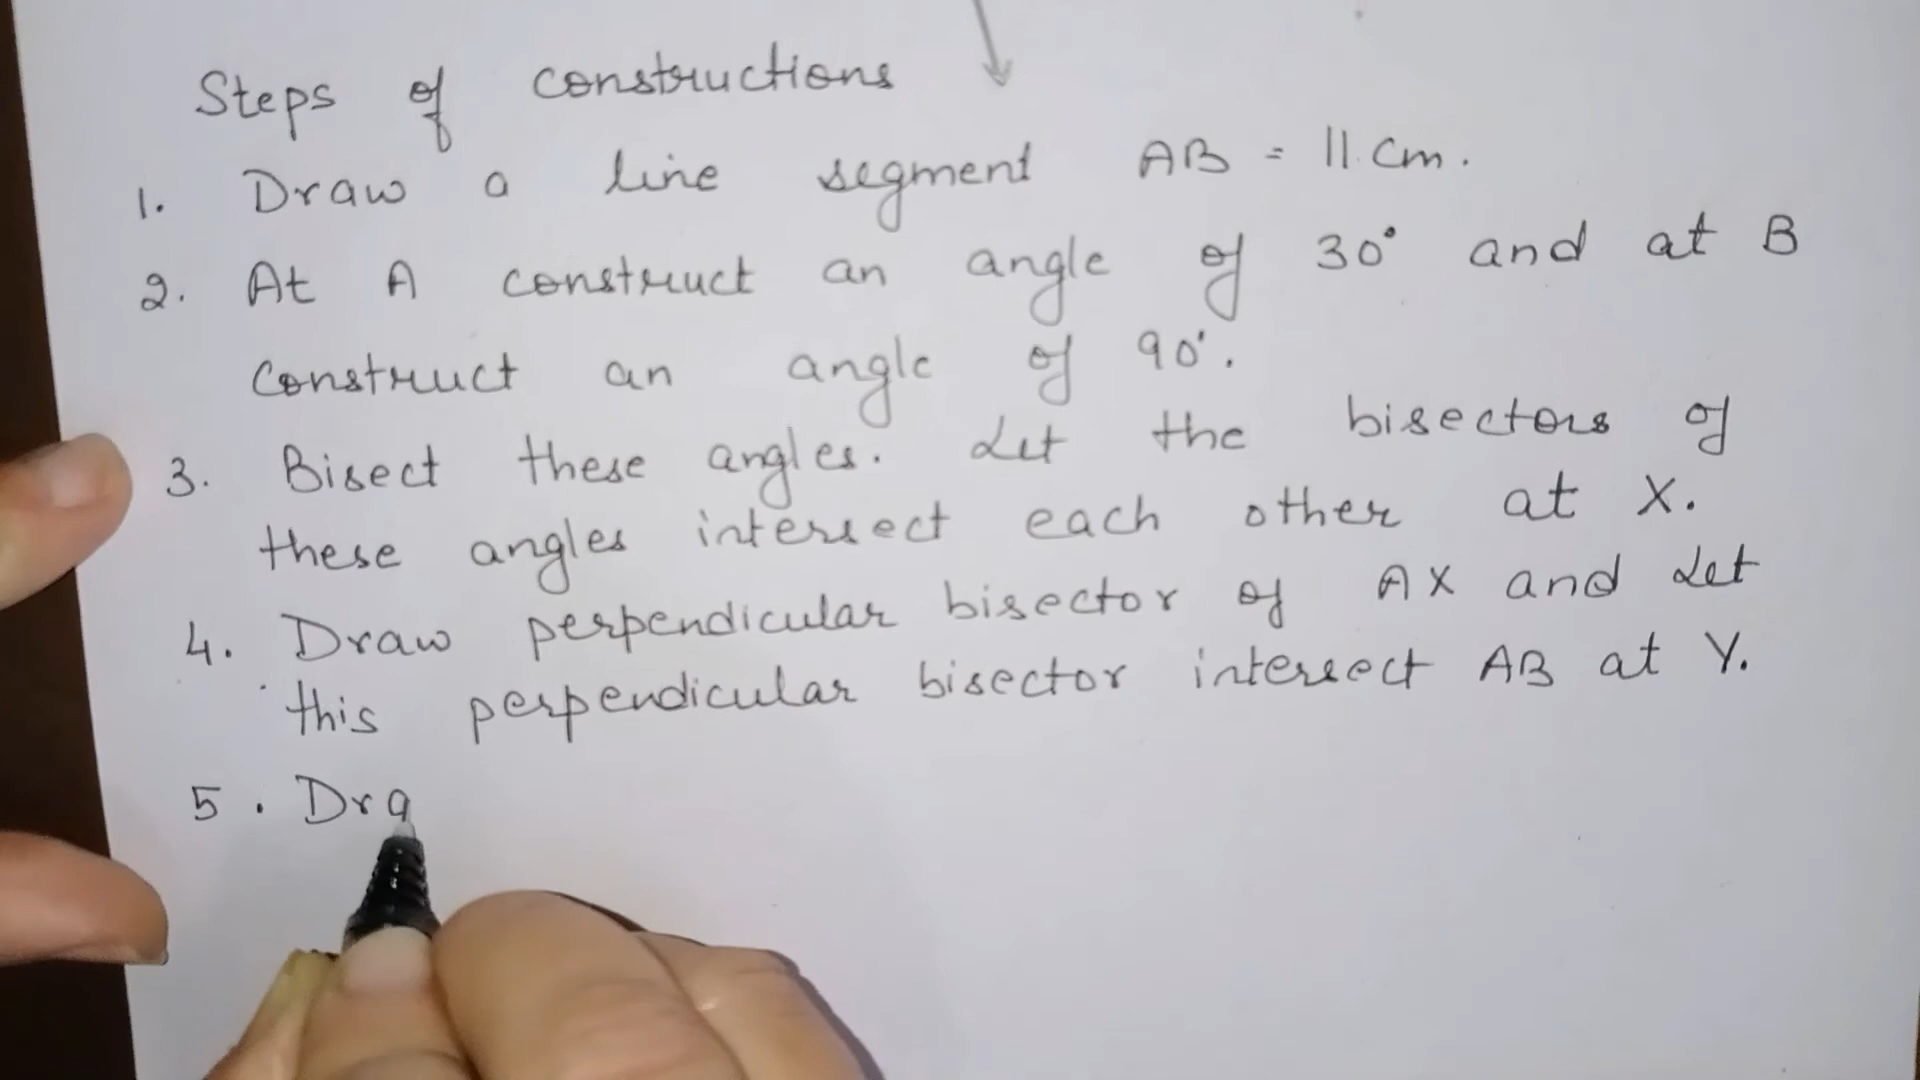 Steps of constructions
1. Draw a line segment AB = 11 cm.
2. At A construct an angle of 30° and at B
construct an angle of 90°.
3. Bisect these angles. Let the bisectors of
these angles intersect each other at X.
4. Draw perpendicular bisector of AX and Let
this perpendicular bisector intersect AB at Y.
5. Dra